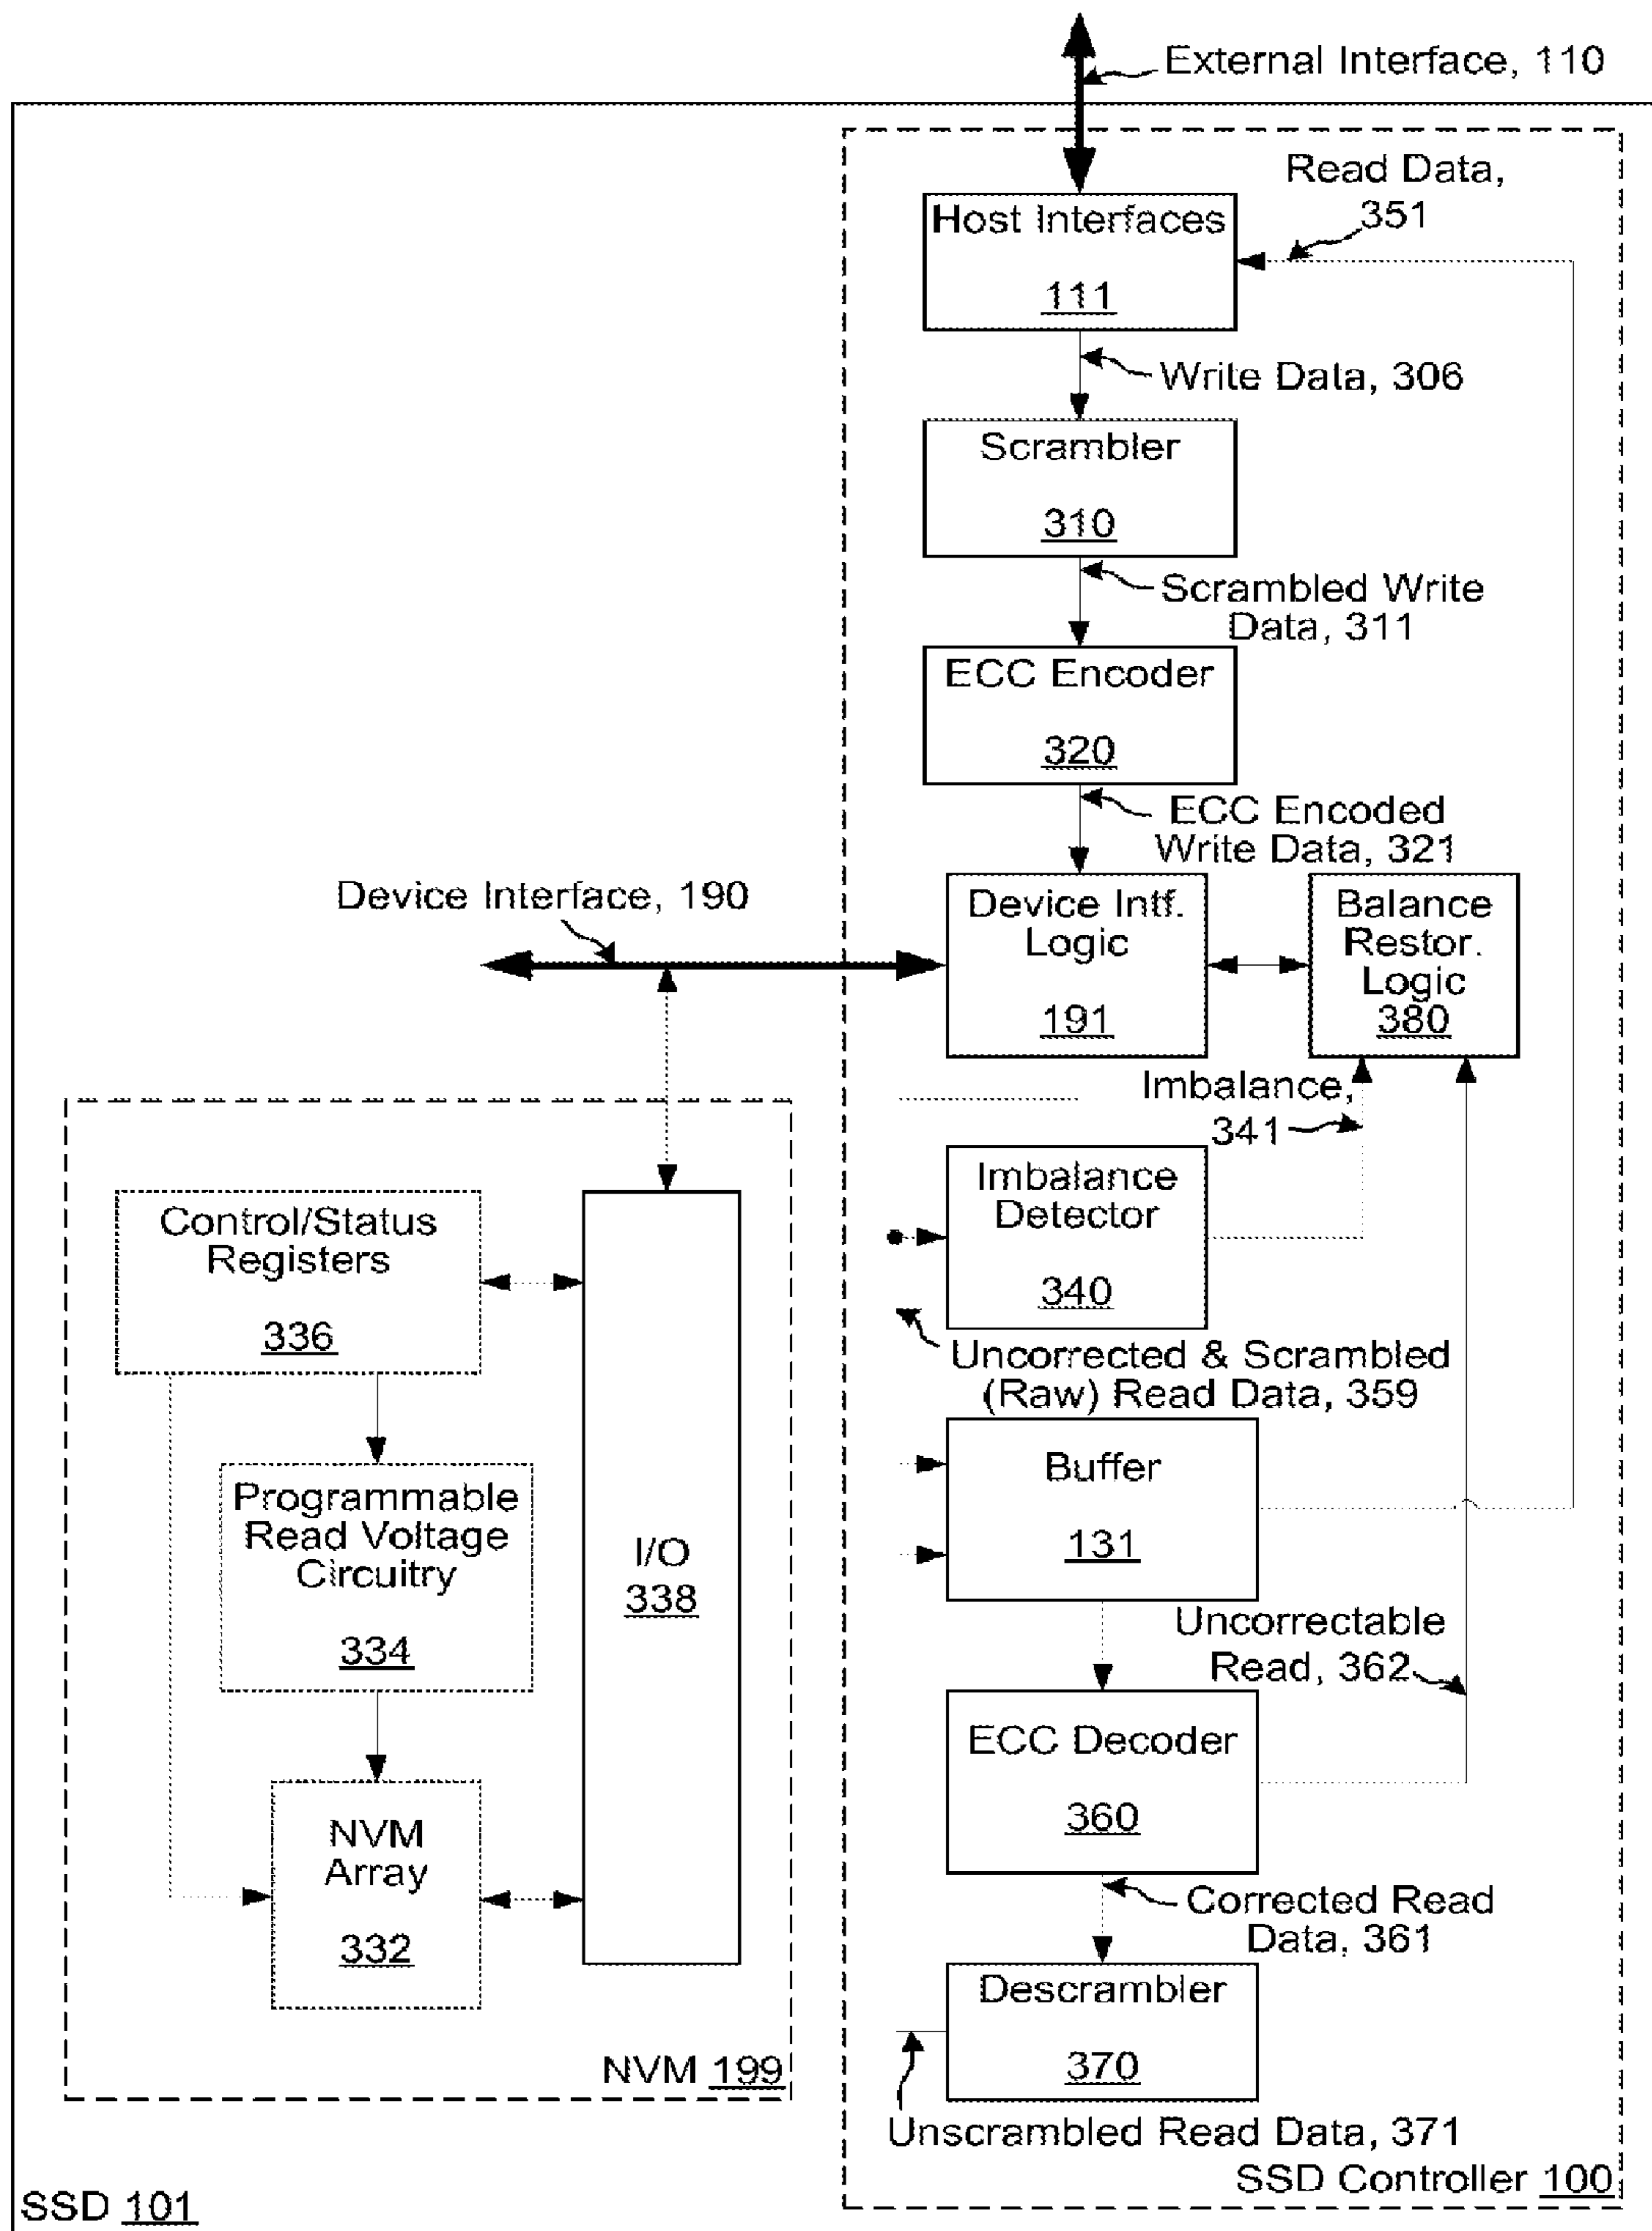 External Interface, 110
Read Data,
351
Host Interfaces
111
Write Data, 306
Scrambler
310
Scrambled Write
Data, 311
ECC Encoder
320
ECC Encoded
Write Data, 321
Device Interface, 190
Device Intf.
Logic
191
Balance
Restor.
Logic
380
Imbalance,
341
Imbalance
Detector
340
Uncorrected & Scrambled
(Raw) Read Data, 359
Control/Status
Registers
336
Programmable
Read Voltage
Circuitry
334
I/O
338
NVM
Array
332
NVM 199
Buffer
131
Uncorrectable
Read, 362
ECC Decoder
360
Corrected Read
Data, 361
Descrambler
370
Unscrambled Read Data, 371
SSD Controller 100
SSD 101